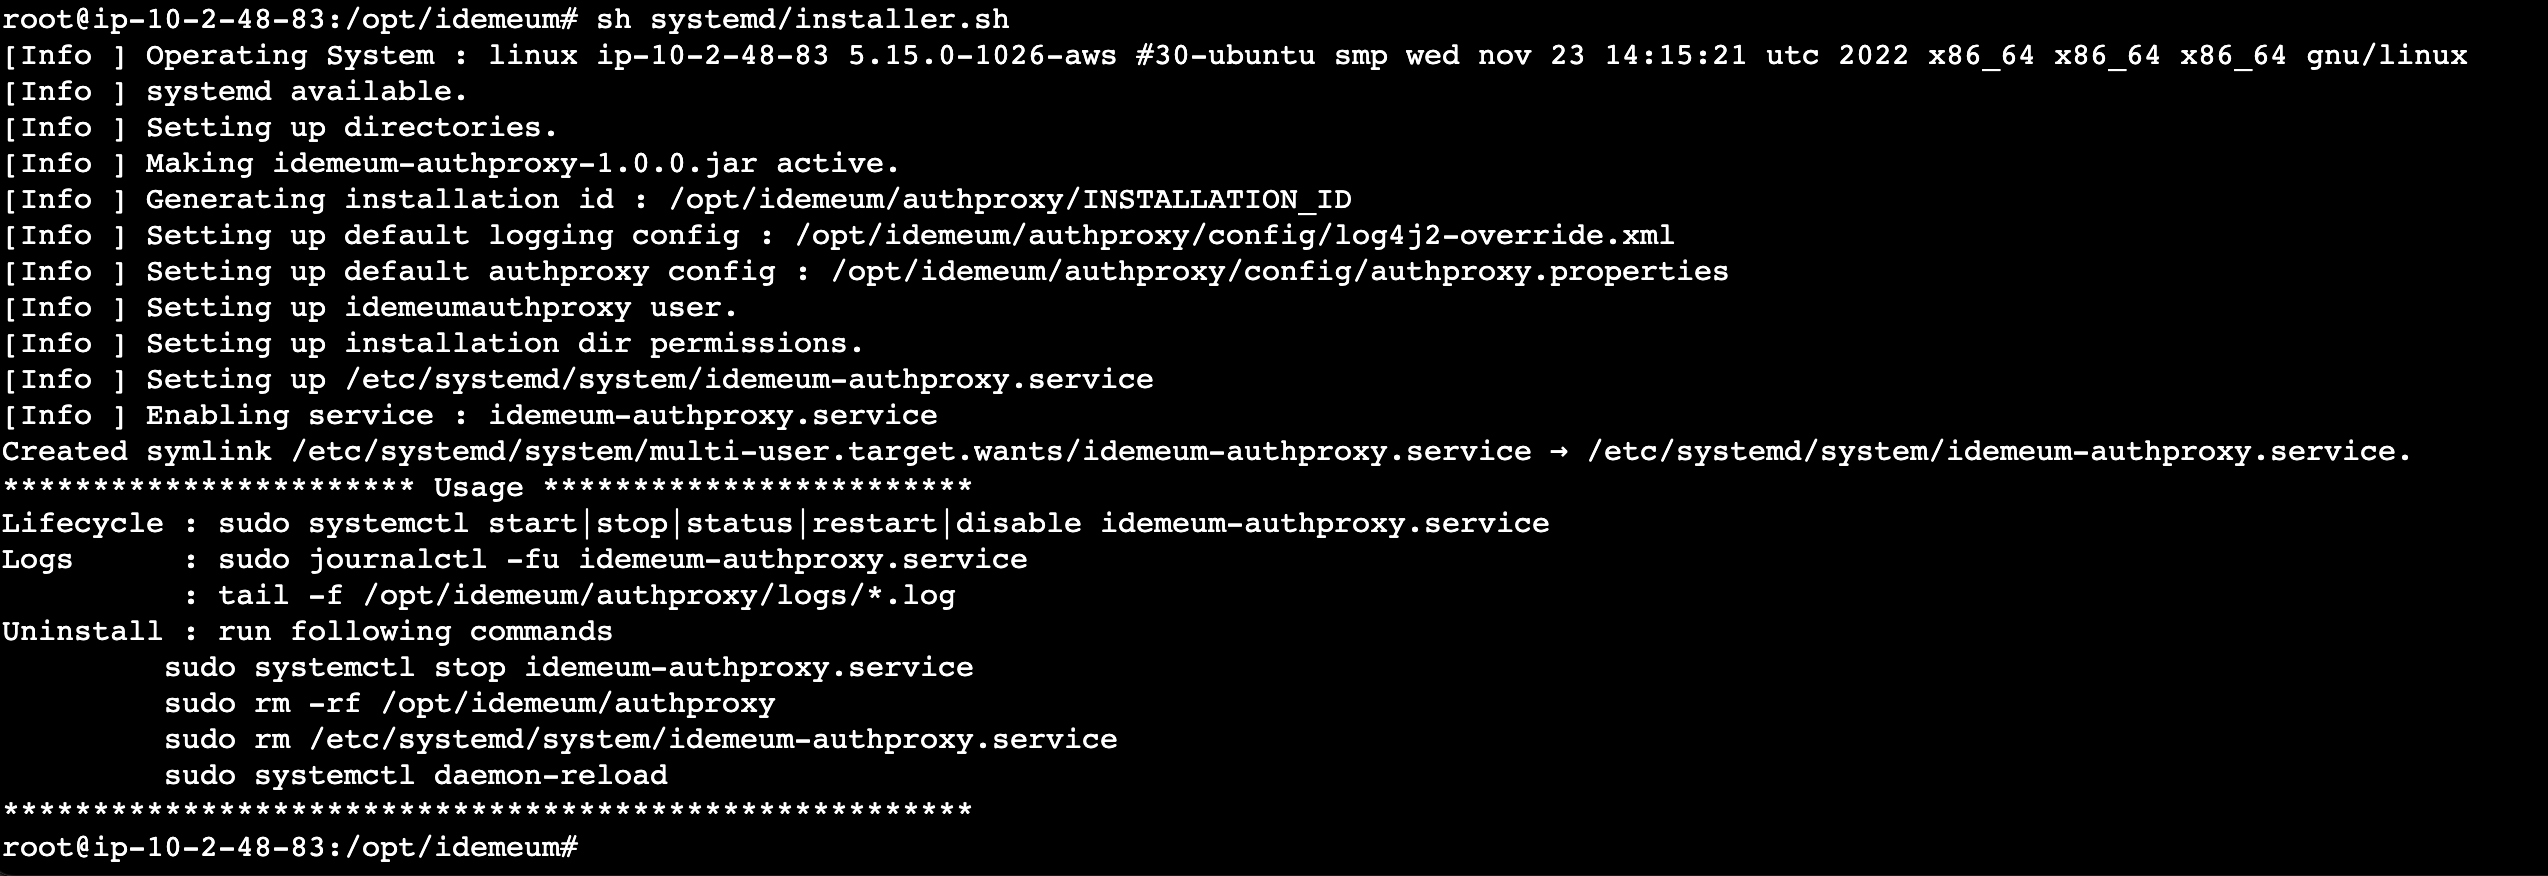 root@ip-10-2-48-83:/opt/idemeum# sh systemd/installer.sh
[Info ] Operating System : linux ip-10-2-48-83 5.15.0-1026-aws #30-ubuntu smp wed nov 23 14:15:21 utc 2022 x86_64 x86_64 x86_64 gnu/linux
[Info ] systemd available.
[Info ] Setting up directories.
[Info ] Making idemeum-authproxy-1.0.0.jar active.
[Info ] Generating installation id : /opt/idemeum/authproxy/INSTALLATION_ID
[Info ] Setting up default logging config : /opt/idemeum/authproxy/config/log4j2-override.xml
[Info ] Setting up default authproxy config : /opt/idemeum/authproxy/config/authproxy.properties
[Info ] Setting up idemeumauthproxy user.
[Info ] Setting up installation dir permissions.
[Info ] Setting up /etc/systemd/system/idemeum-authproxy.service
[Info ] Enabling service : idemeum-authproxy.service
Created symlink /etc/systemd/system/multi-user.target.wants/idemeum-authproxy.service → /etc/systemd/system/idemeum-authproxy.service.
*********************** Usage ************************
Lifecycle : sudo systemctl start|stop|status|restart|disable idemeum-authproxy.service
Logs      : sudo journalctl -fu idemeum-authproxy.service
          : tail -f /opt/idemeum/authproxy/logs/*.log
Uninstall : run following commands
         sudo systemctl stop idemeum-authproxy.service
         sudo rm -rf /opt/idemeum/authproxy
         sudo rm /etc/systemd/system/idemeum-authproxy.service
         sudo systemctl daemon-reload
******************************************************
root@ip-10-2-48-83:/opt/idemeum#